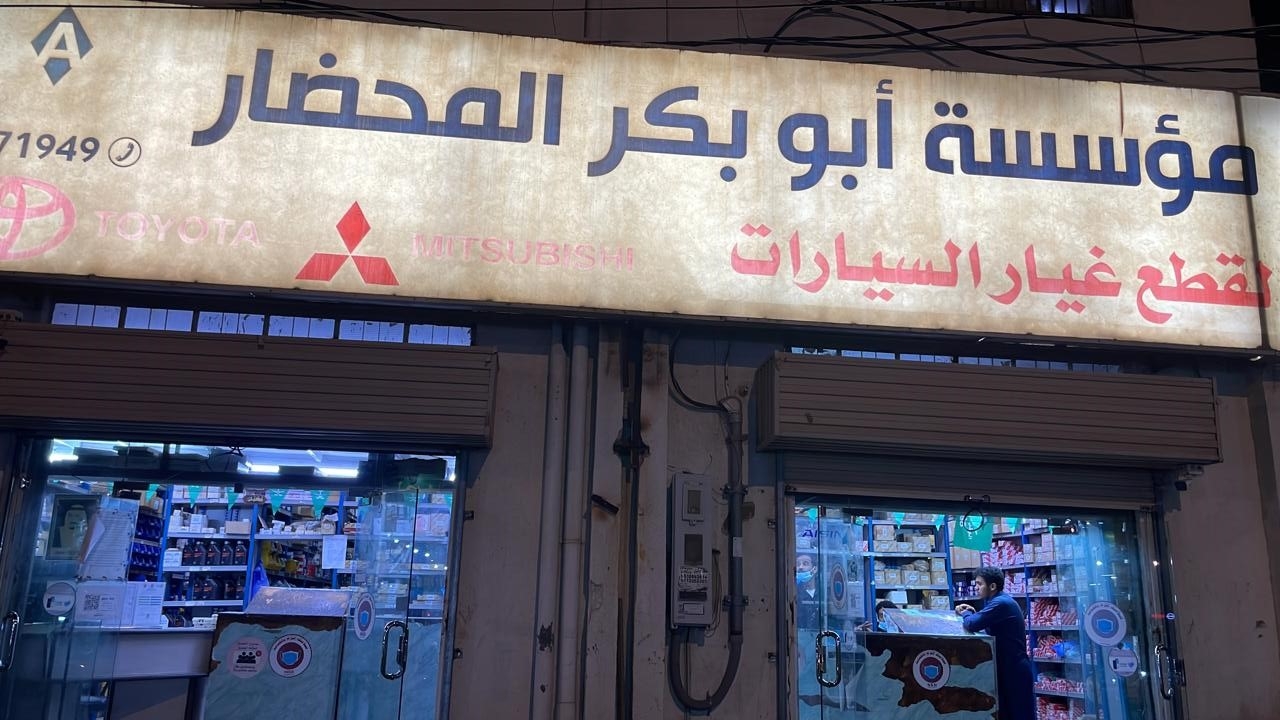 مؤسسة أبو بكر المحضار
لقطع غيار السيارات
MITSUBISHI
TOYOTA
71949
A